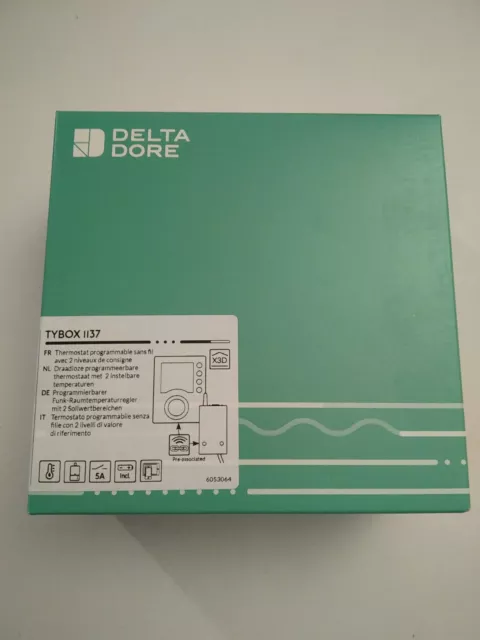 DELTA
DORE
TYBOX 1137
FR Thermostat programmable sans fil
avec 2 niveaux de consigne
NL Draadloze programmeerbare
thermostaat met 2 instelbare
temperaturen
DE Programmierbarer
Funk-Raumtemperaturregler
mit 2 Sollwertbereichen
IT Termostato programmabile senza
filie con 2 livelli di valore
di riferimento
X3D
Pre-associated
5A
Incl.
6053064